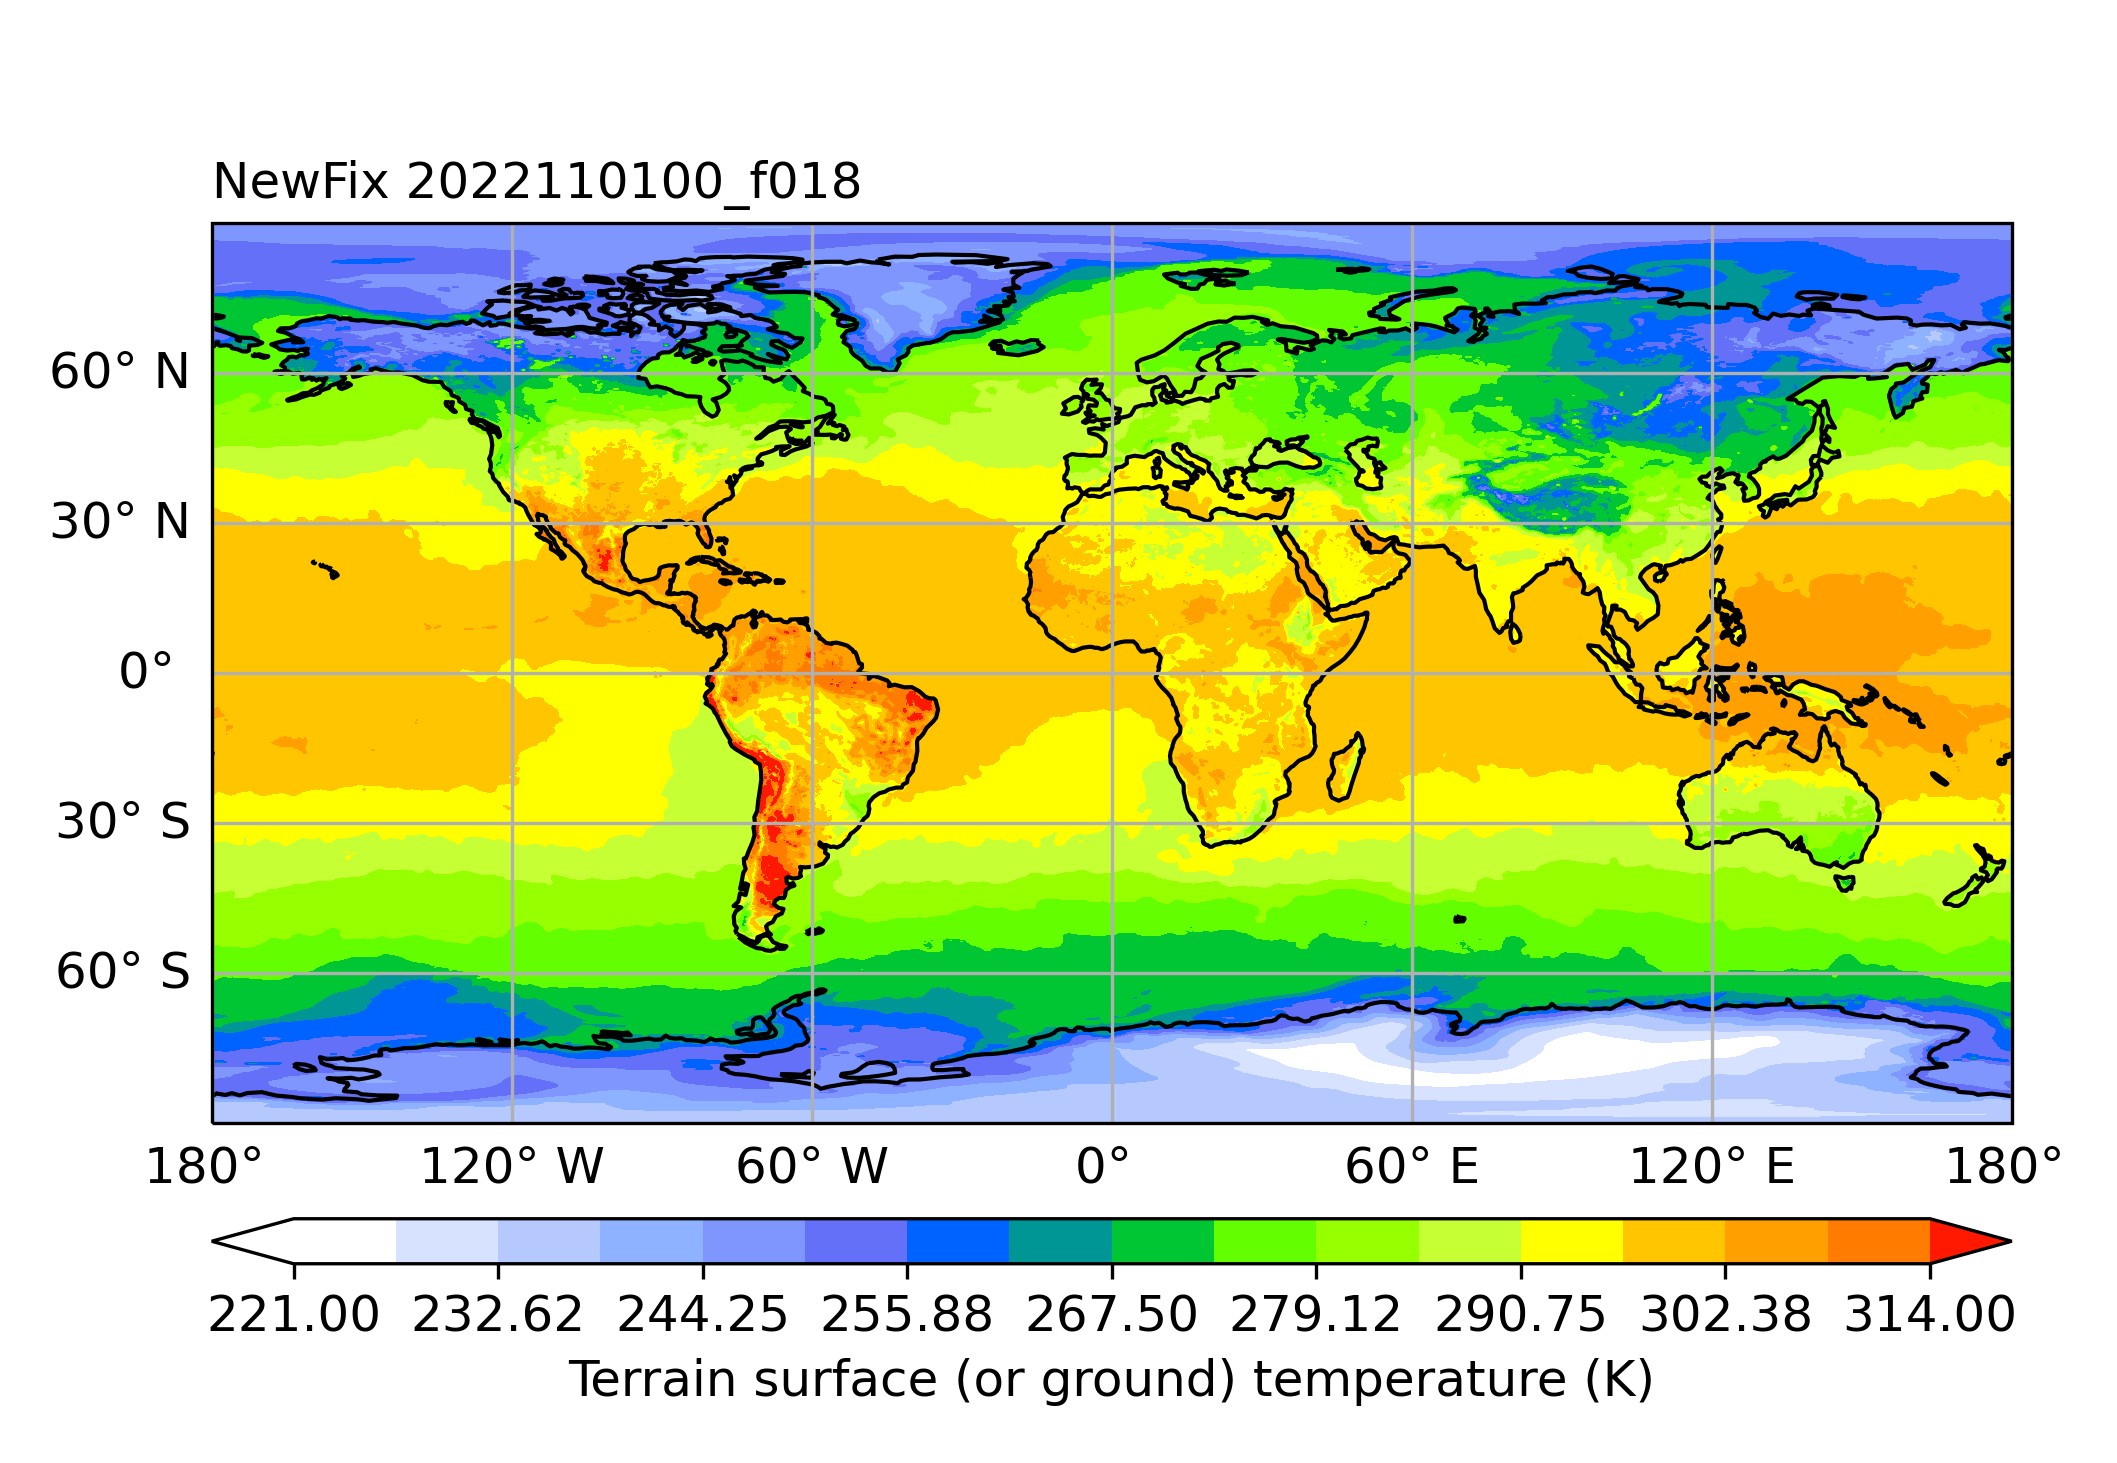 NewFix 2022110100_f018
60° N
30° N
0°
30° S
60° S
180° 120° W 60° W 0° 60° E 120° E 180°
221.00 232.62 244.25 255.88 267.50 279.12 290.75 302.38 314.00
Terrain surface (or ground) temperature (K)